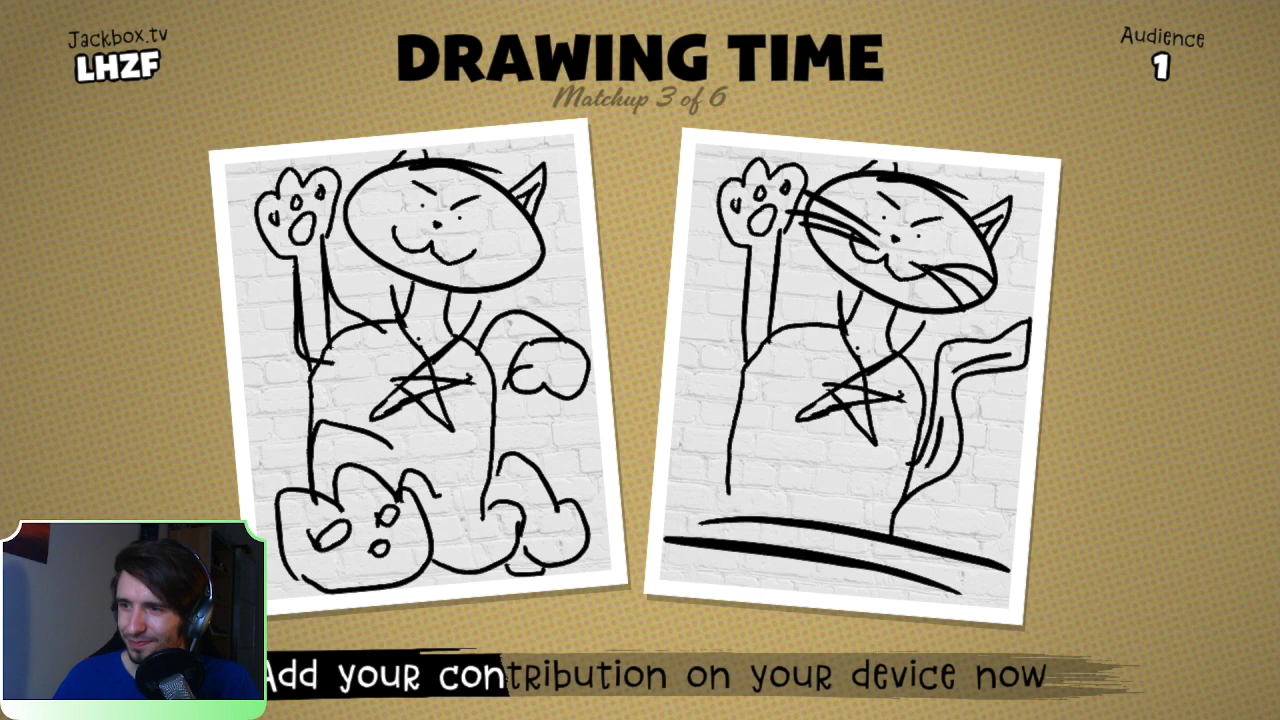 Jackbox.tv
LHZF
DRAWING TIME
Matchup 3 of 6
Audience
1
Add your contribution on your device now